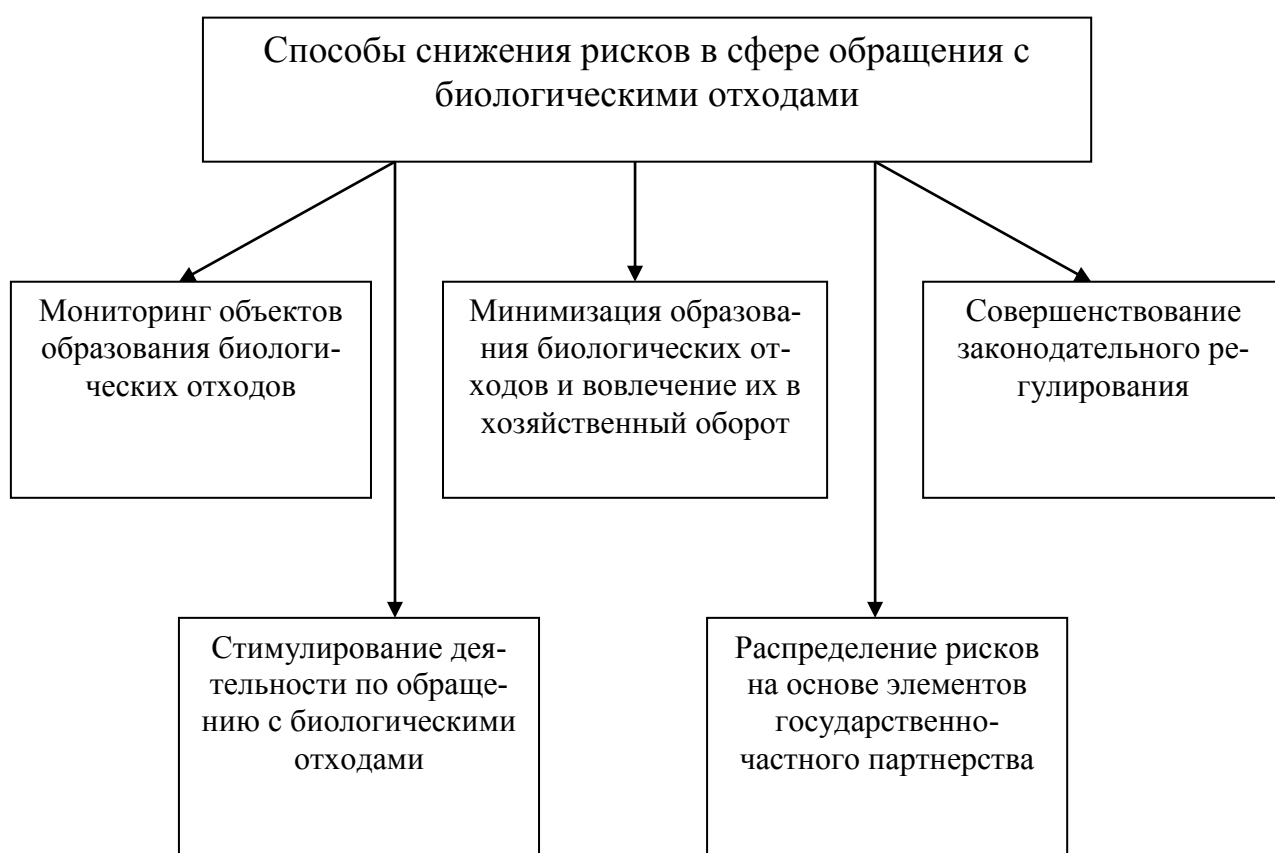 Способы снижения рисков в сфере обращения с
биологическими отходами
Мониторинг объектов
образования биологи-
ческих отходов
Минимизация образова-
ния биологических от-
ходов и вовлечение их в
хозяйственный оборот
Совершенствование
законодательного ре-
гулирования
Стимулирование дея-
тельности по обраще-
нию с биологическими
отходами
Распределение рисков
на основе элементов
государственно-
частного партнерства